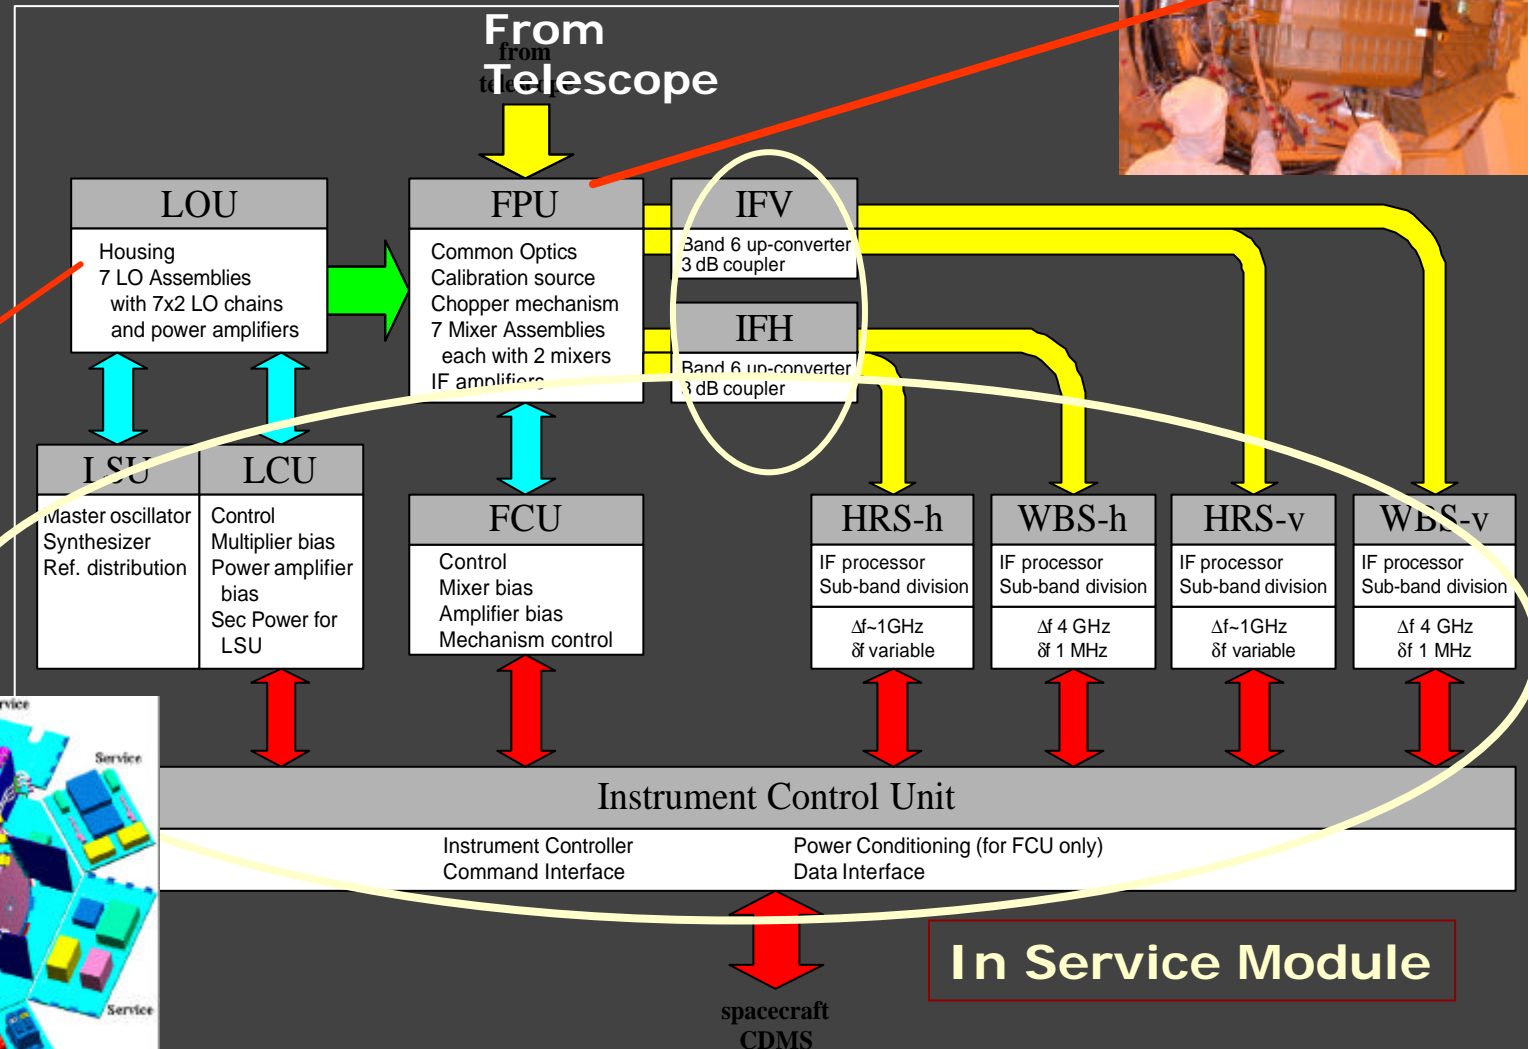 From
Telescope
from
telescope
LOU
Housing
7 LO Assemblies
with 7x2 LO chains
and power amplifiers
FPU
Common Optics
Calibration source
Chopper mechanism
7 Mixer Assemblies
each with 2 mixers
IF amplifiers
IFV
Band 6 up-converter
3 dB coupler
IFH
Band 6 up-converter
3 dB coupler
LSU
Master oscillator
Synthesizer
Ref. distribution
LCU
Control
Multiplier bias
Power amplifier
bias
Sec Power for
LSU
FCU
Control
Mixer bias
Amplifier bias
Mechanism control
HRS-h
IF processor
Sub-band division
Δf~1GHz
δf variable
WBS-h
IF processor
Sub-band division
Δf 4 GHz
δf 1 MHz
HRS-v
IF processor
Sub-band division
Δf~1GHz
δf variable
WBS-v
IF processor
Sub-band division
Δf 4 GHz
δf 1 MHz
Service
Service
Instrument Control Unit
Instrument Controller
Command Interface
Power Conditioning (for FCU only)
Data Interface
In Service Module
Service
spacecraft
CDMS